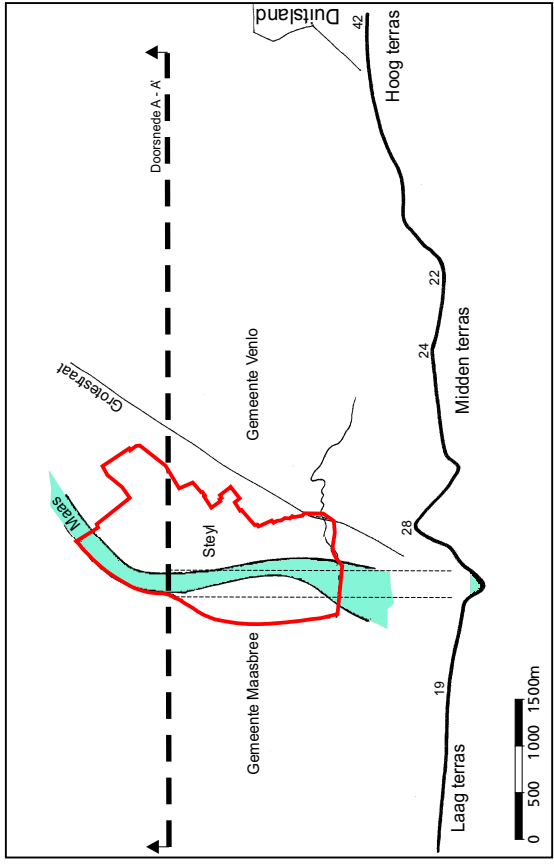 Duitsland
42
Hoog terras
Doorsnede A - A'
22
24
Midden terras
Grotestraat
Gemeente Venlo
Maas
Steyl
28
Gemeente Maasbree
19
Laag terras
0 500 1000 1500m